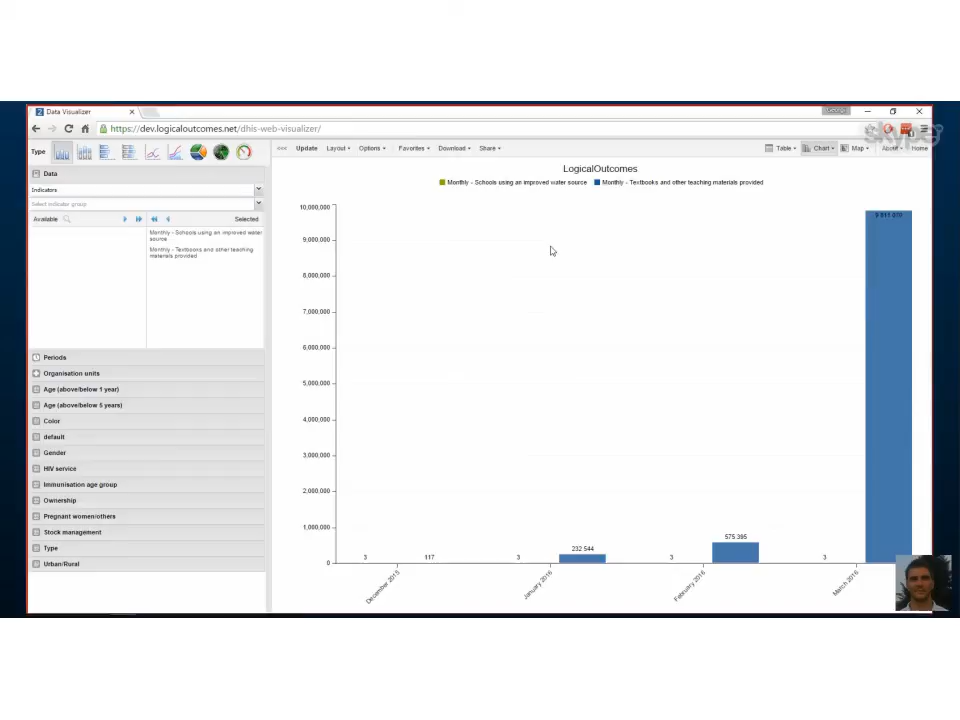 Data Visualizer
https://dev.logicaloutcomes.net/dhis-web-visualizer/
skype
Type
<<< Update Layout Options Favorites Download Share Table Chart Map About Home
Data
Indicators
Select indicator group
Available Selected
Monthly - Schools using an improved water
source
Monthly - Textbooks and other teaching
materials provided
Periods
Organisation units
Age (above/below 1 year)
Age (above/below 5 years)
Color
default
Gender
HIV service
Immunisation age group
Ownership
Pregnant women/others
Stock management
Type
Urban/Rural
LogicalOutcomes
Monthly - Schools using an improved water source Monthly - Textbooks and other teaching materials provided
10,000,000
9,000,000
8,000,000
7,000,000
6,000,000
5,000,000
4,000,000
3,000,000
2,000,000
1,000,000
0
3 117 3 232 544 3 575 395 3
December 2015 January 2016 February 2016 March 2016